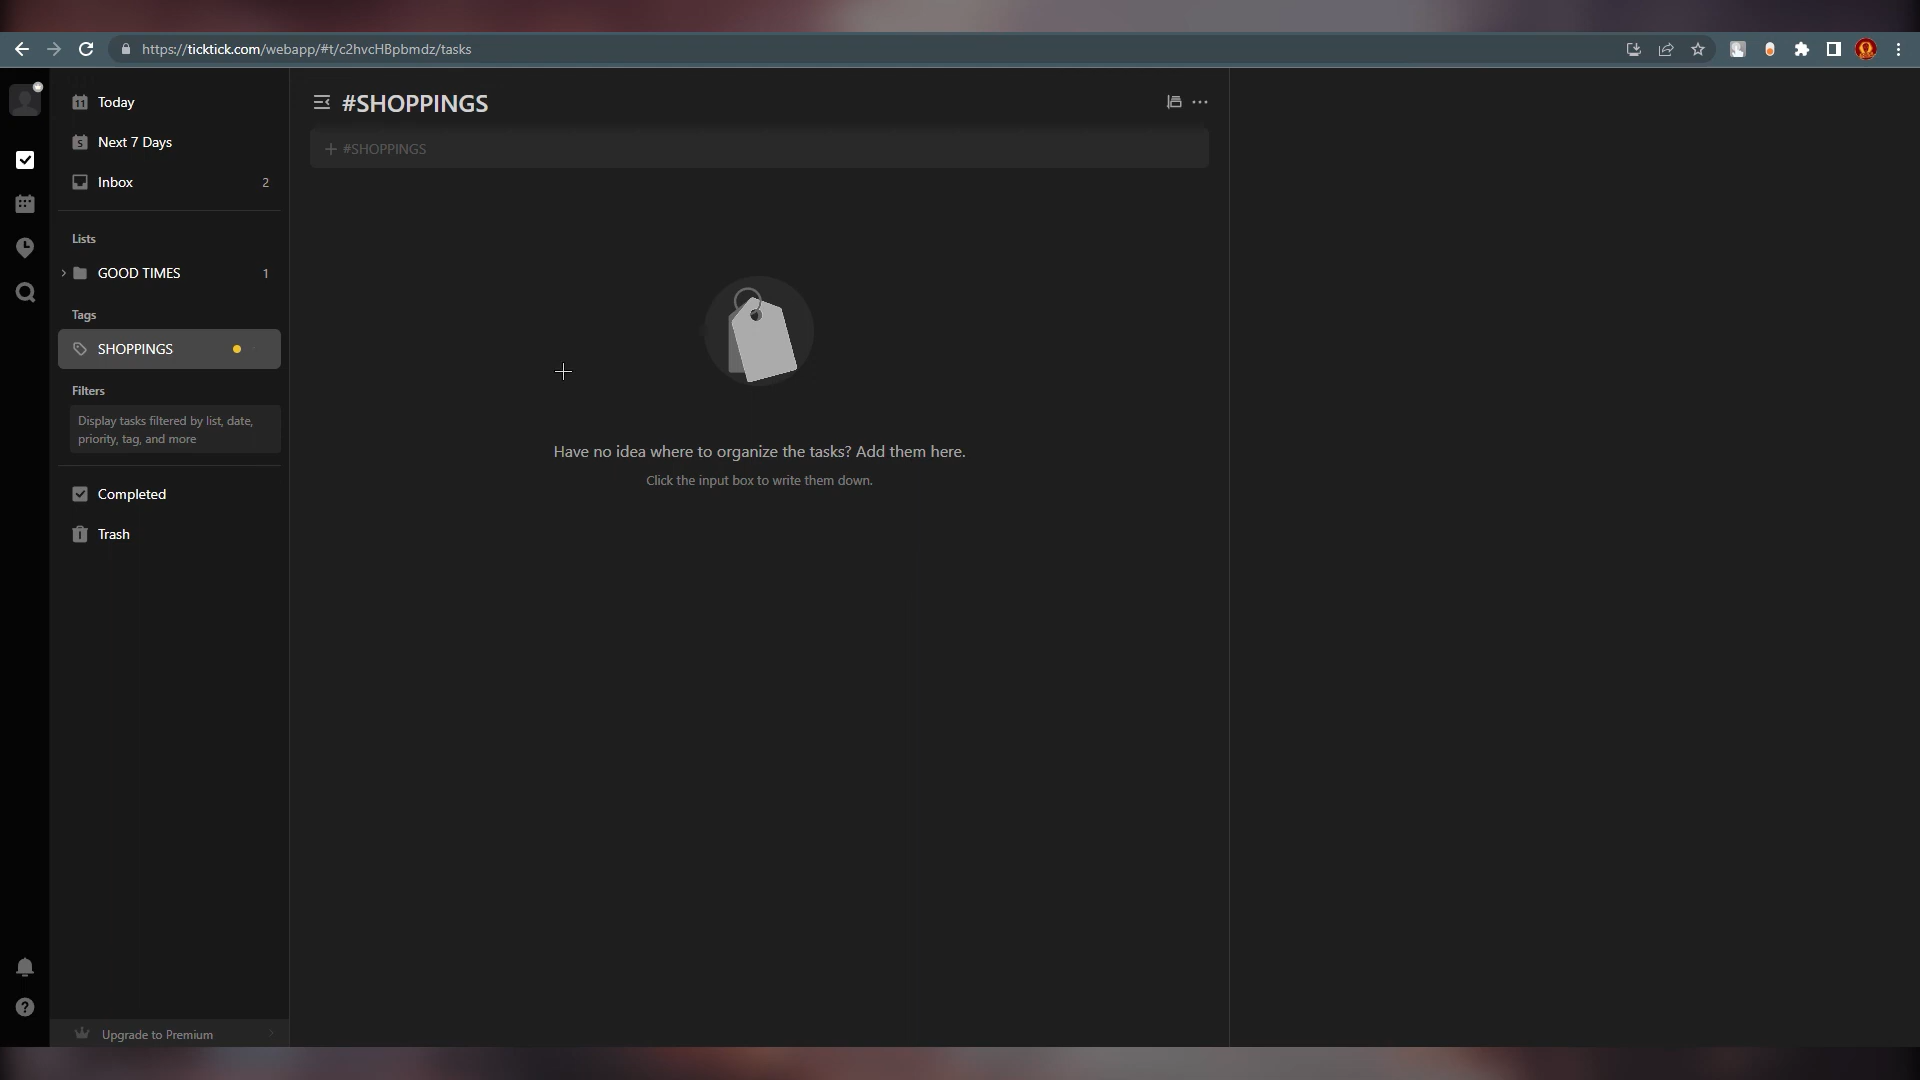 https://ticktick.com/webapp/#t/c2hvcHBpbmdz/tasks
Today
Next 7 Days
Inbox 2
Lists
GOOD TIMES 1
Tags
SHOPPINGS
Filters
Display tasks filtered by list, date,
priority, tag, and more
Completed
Trash
Upgrade to Premium
#SHOPPINGS
+ #SHOPPINGS
Have no idea where to organize the tasks? Add them here.
Click the input box to write them down.